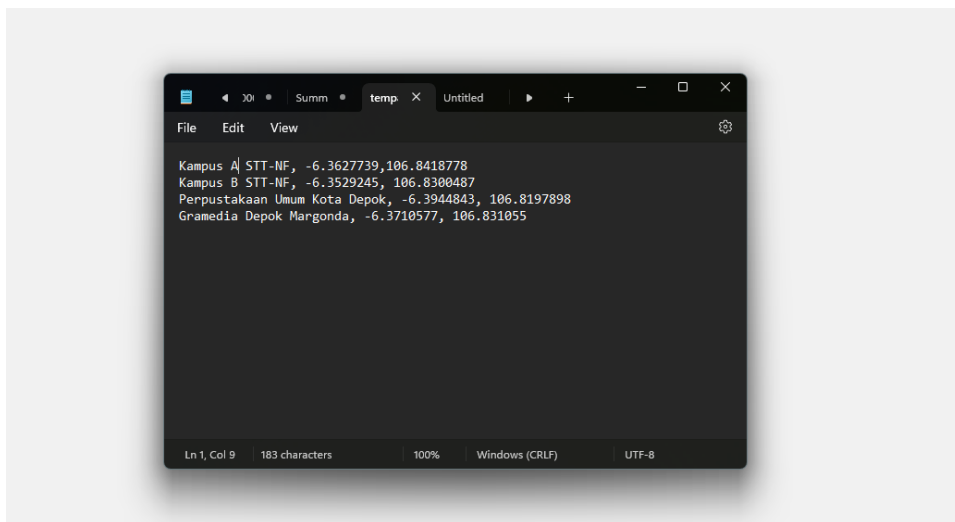 Summ
temp.
Untitled
File Edit View
Kampus A STT-NF, -6.3627739,106.8418778
Kampus B STT-NF, -6.3529245, 106.8300487
Perpustakaan Umum Kota Depok, -6.3944843, 106.8197898
Gramedia Depok Margonda, -6.3710577, 106.831055
Ln 1, Col 9 183 characters 100% Windows (CRLF) UTF-8